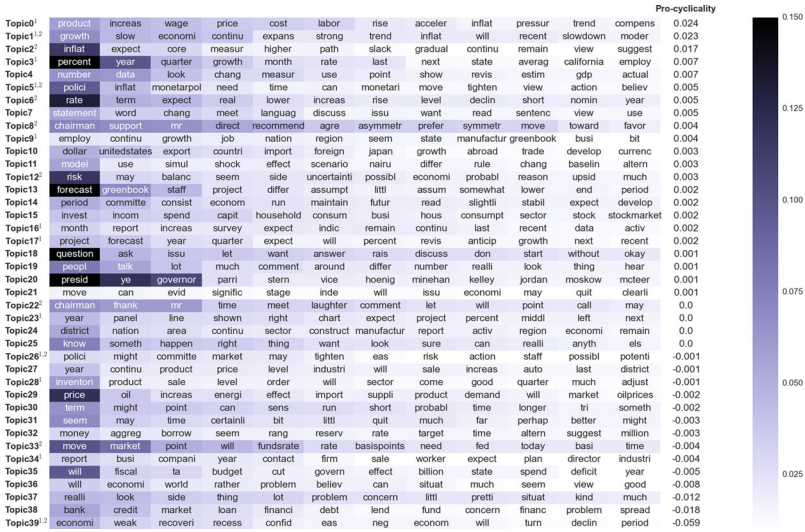 Pro-cyclicality
Topic0¹ product increas wage price cost labor rise acceler inflat pressur trend compens 0.024
Topic1¹,² growth slow economi continu expans strong trend inflat will recent slowdown moder 0.023
Topic2² inflat expect core measur higher path slack gradual continu remain view suggest 0.017
Topic3¹ percent year quarter growth month rate last next state averag california employ 0.007
Topic4 number data look chang measur use point show revis estim gdp actual 0.007
Topic5¹,² polici inflat monetarpol need time can monetari move tighten view action believ 0.005
Topic6² rate term expect real lower increas rise level declin short nomin year 0.005
Topic7 statement word chang meet languag discuss issu want read sentenc view use 0.005
Topic8² chairman support mr direct recommend agre asymmetr prefer symmetr move toward favor 0.004
Topic9¹ employ continu growth job nation region seem state manufactur greenbook busi bit 0.004
Topic10 dollar unitedstates export countri import foreign japan growth abroad trade develop currenc 0.003
Topic11 model use simul shock effect scenario nairu differ rule chang baselin altern 0.003
Topic12² risk may balanc seem side uncertainti possibl economi probabl reason upsid much 0.003
Topic13 forecast greenbook staff project differ assumpt littl assum somewhat lower end period 0.002
Topic14 period committe consist econom run maintain futur read slightli stabil expect develop 0.002
Topic15 invest incom spend capit household consum busi hous consumpt sector stock stockmarket 0.002
Topic16¹ month report increas survey expect indic remain continu last recent data activ 0.002
Topic17¹ project forecast year quarter expect will percent revis anticip growth next recent 0.002
Topic18 question ask issu let want answer rais discuss don start without okay 0.001
Topic19 peopl talk lot much comment around differ number realli look thing hear 0.001
Topic20 presid ye governor parri stern vice hoenig minehan kelley jordan moskow mcteer 0.001
Topic21 move can evid signific stage inde will issu economi may quit clearli 0.001
Topic22² chairman thank mr time meet laughter comment let will point call may 0.0
Topic23¹ year panel line shown right chart expect project percent middl left next 0.0
Topic24 district nation area continu sector construct manufactur report activ region economi remain 0.0
Topic25 know someth happen right thing want look sure can realli anyth els 0.0
Topic26¹,² polici might committe market may tighten eas risk action staff possibl potenti -0.001
Topic27 year continu product price level industri will sale increas auto last district -0.001
Topic28¹ inventori product sale level order will sector come good quarter much adjust -0.001
Topic29 price oil increas energi effect import suppli product demand will market oilprices -0.002
Topic30 term might point can sens run short probabl time longer tri someth -0.002
Topic31 seem may time certainli bit littl quit much far perhap better might -0.003
Topic32 money aggreg borrow seem rang reserv rate target time altern suggest million -0.003
Topic33² move market point will fundsrate rate basispoints need fed today basi time -0.004
Topic34¹ report busi compani year contact firm sale worker expect plan director industri -0.004
Topic35 will fiscal ta budget cut govern effect billion state spend deficit year -0.005
Topic36 will economi world rather problem believ can situat much seem view good -0.008
Topic37 realli look side thing lot problem concern littl pretti situat kind much -0.012
Topic38 bank credit market loan financi debt lend fund concern financ problem spread -0.018
Topic39¹,² economi weak recoveri recess confid eas neg econom will turn declin period -0.059
0.150
0.125
0.100
0.075
0.050
0.025